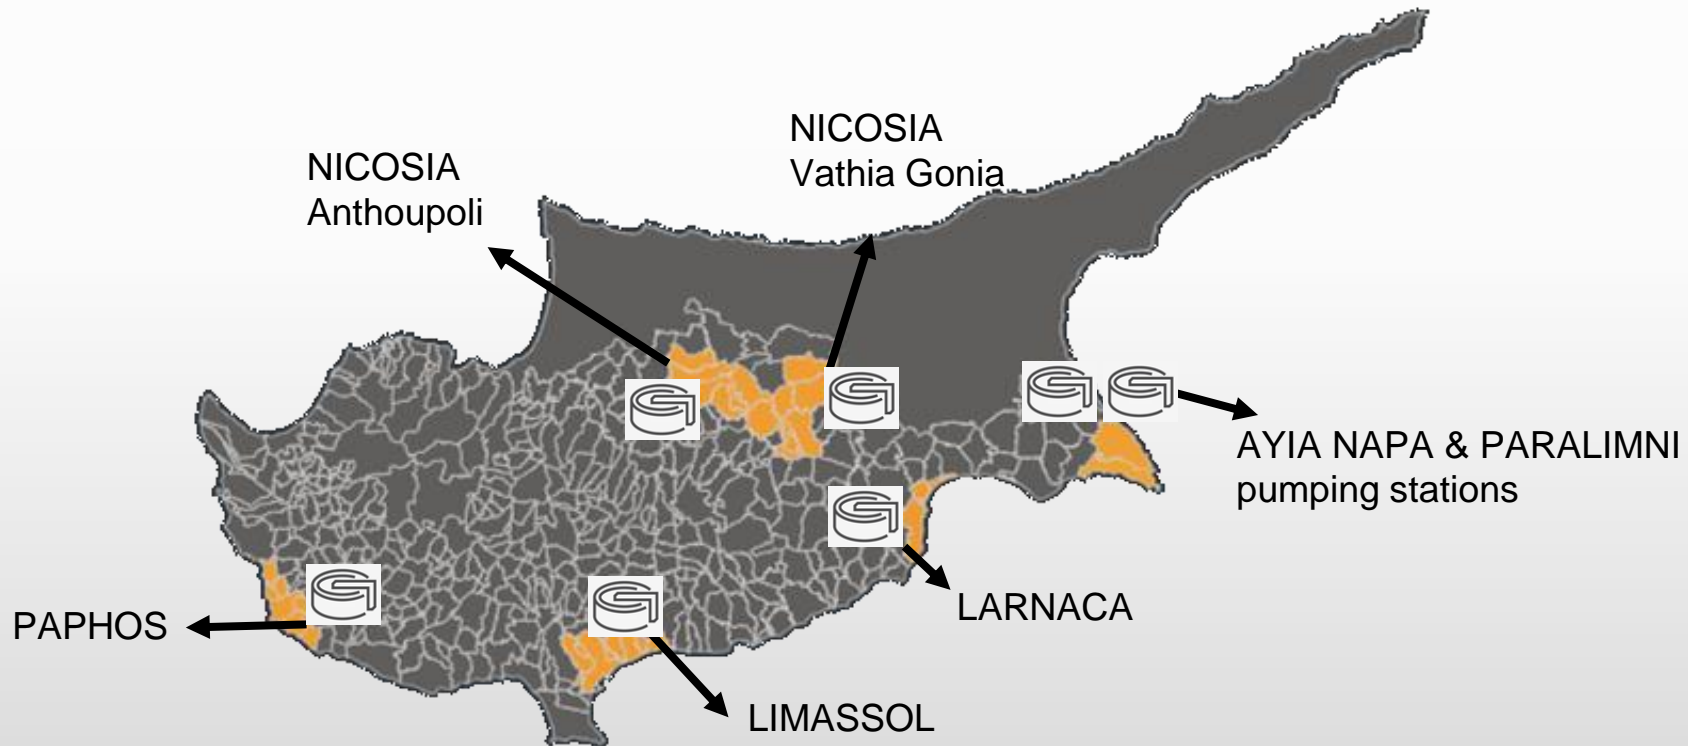 NICOSIA
Vathia Gonia
NICOSIA
Anthoupoli
AYIA NAPA & PARALIMNI
pumping stations
LARNACA
PAPHOS
LIMASSOL